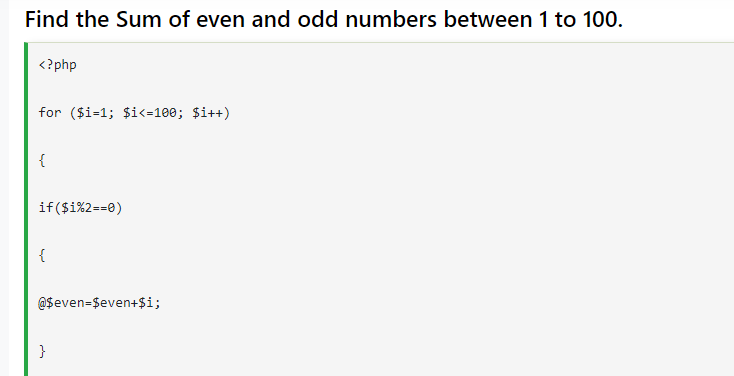 Find the Sum of even and odd numbers between 1 to 100.
<?php
for ($i=1; $i<=100; $i++)
{
if($i%2==0)
{
@$even=$even+$i;
}